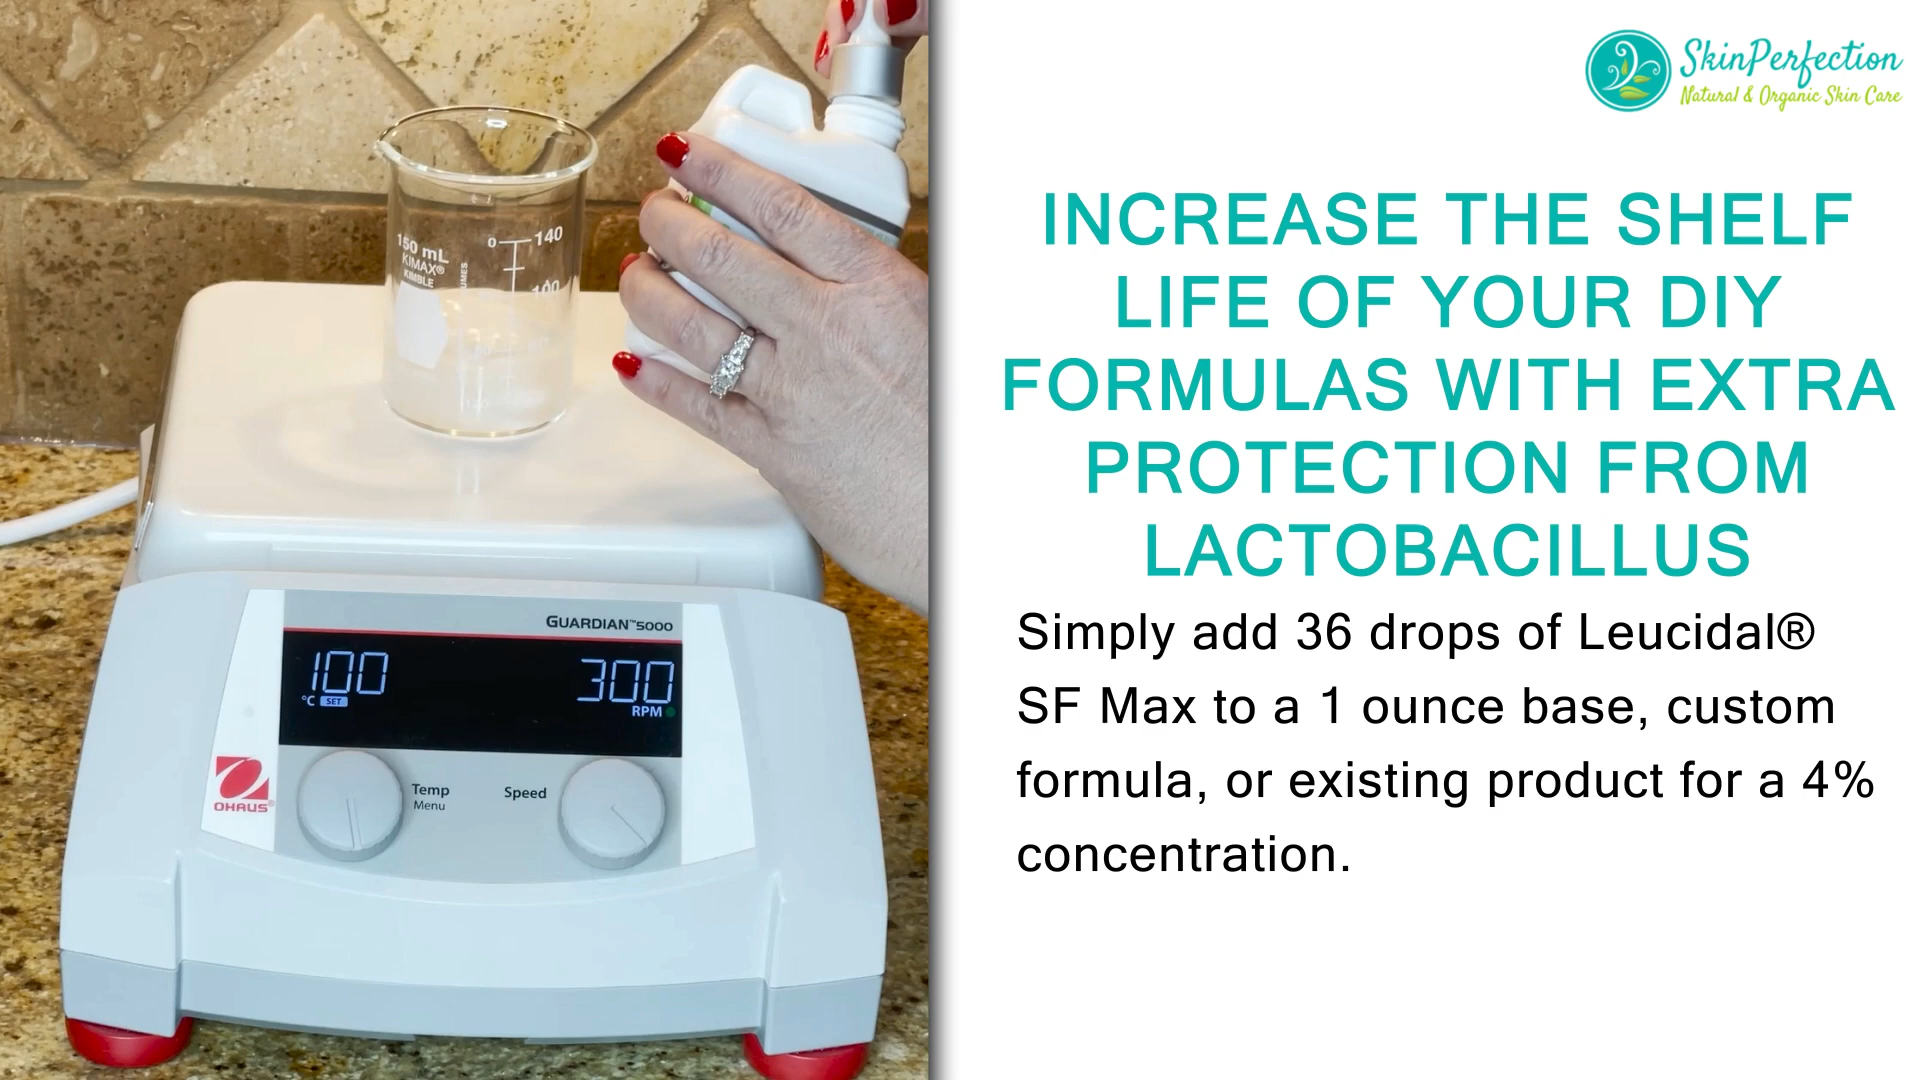 SkinPerfection
Natural & Organic Skin Care
INCREASE THE SHELF
LIFE OF YOUR DIY
FORMULAS WITH EXTRA
PROTECTION FROM
LACTOBACILLUS
Simply add 36 drops of Leucidal®
SF Max to a 1 ounce base, custom
formula, or existing product for a 4%
concentration.
150 mL
KIMAX®
KIMBLE
0 140
100
GUARDIAN™5000
100 300
°C SET RPM
Temp Speed
Menu
OHAUS®